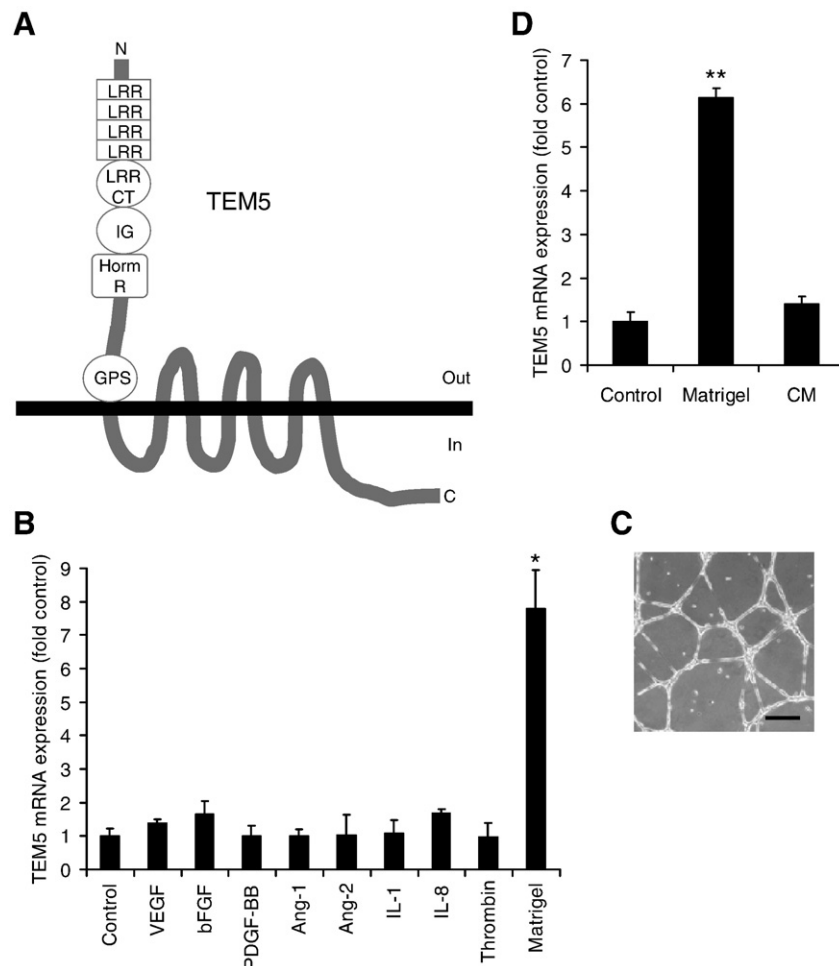 A
N
LRR
LRR
LRR
LRR
LRR
CT
IG
Horm
R
GPS
TEM5
Out
In
C
D
TEM5 mRNA expression (fold control)
7
6
5
4
3
2
1
0
**
Control Matrigel CM
B
TEM5 mRNA expression (fold control)
9
8
7
6
5
4
3
2
1
0
*
Control
VEGF
bFGF
PDGF-BB
Ang-1
Ang-2
IL-1
IL-8
Thrombin
Matrigel
C